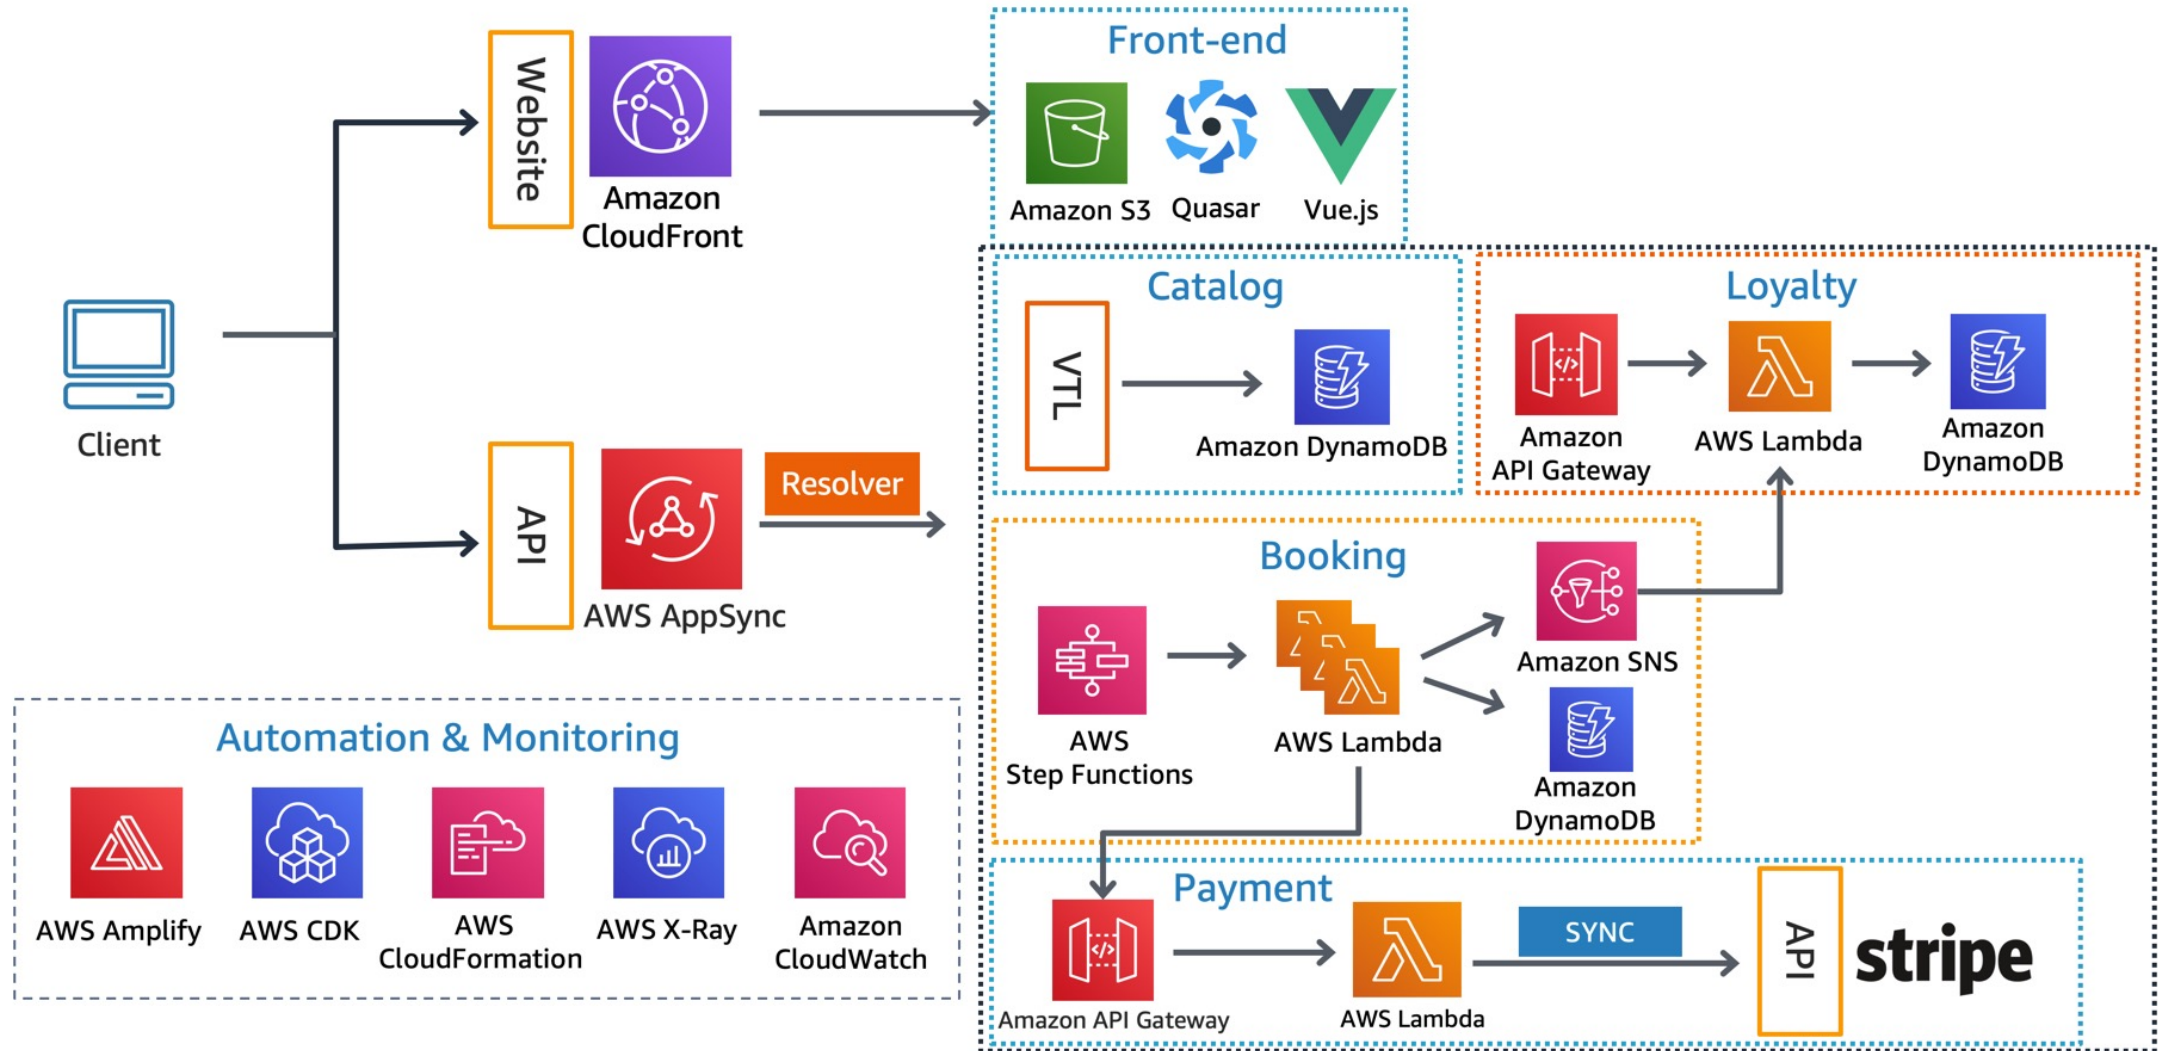 Front-end
Website
Amazon
CloudFront
Amazon S3
Quasar
Vue.js
Client
API
AWS AppSync
Resolver
Catalog
VTL
Amazon DynamoDB
Loyalty
Amazon
API Gateway
AWS Lambda
Amazon
DynamoDB
Booking
AWS
Step Functions
AWS Lambda
Amazon SNS
Amazon
DynamoDB
Automation & Monitoring
AWS Amplify
AWS CDK
AWS
CloudFormation
AWS X-Ray
Amazon
CloudWatch
Payment
Amazon API Gateway
AWS Lambda
SYNC
API
stripe